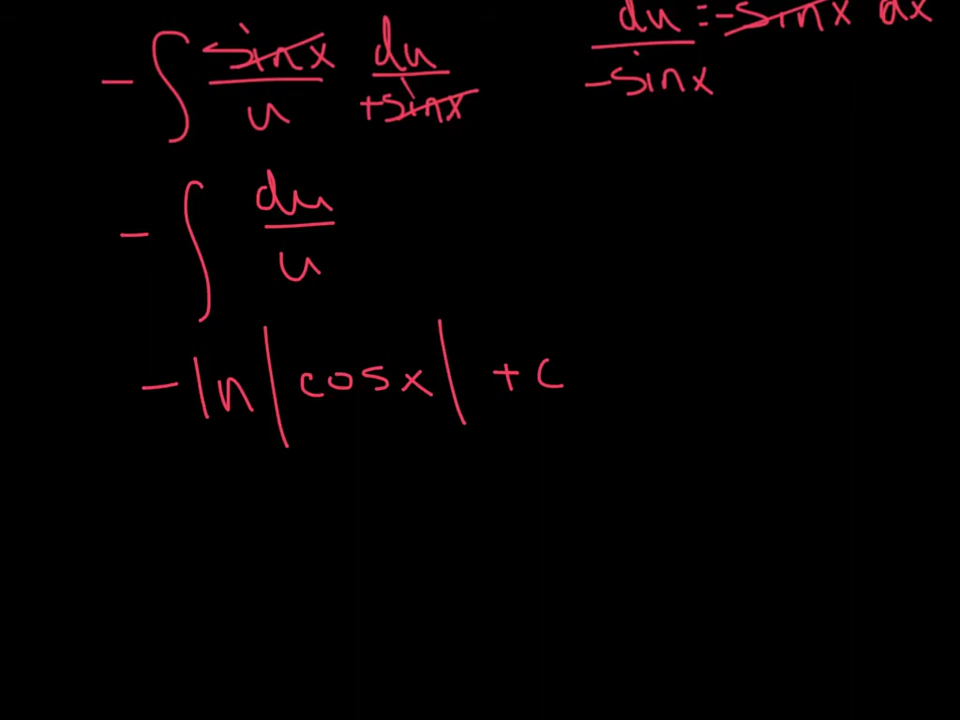 - ∫ sinx/u du/+sinx du/-sinx = -sinx dx
- ∫ du/u
-ln|cosx| +c